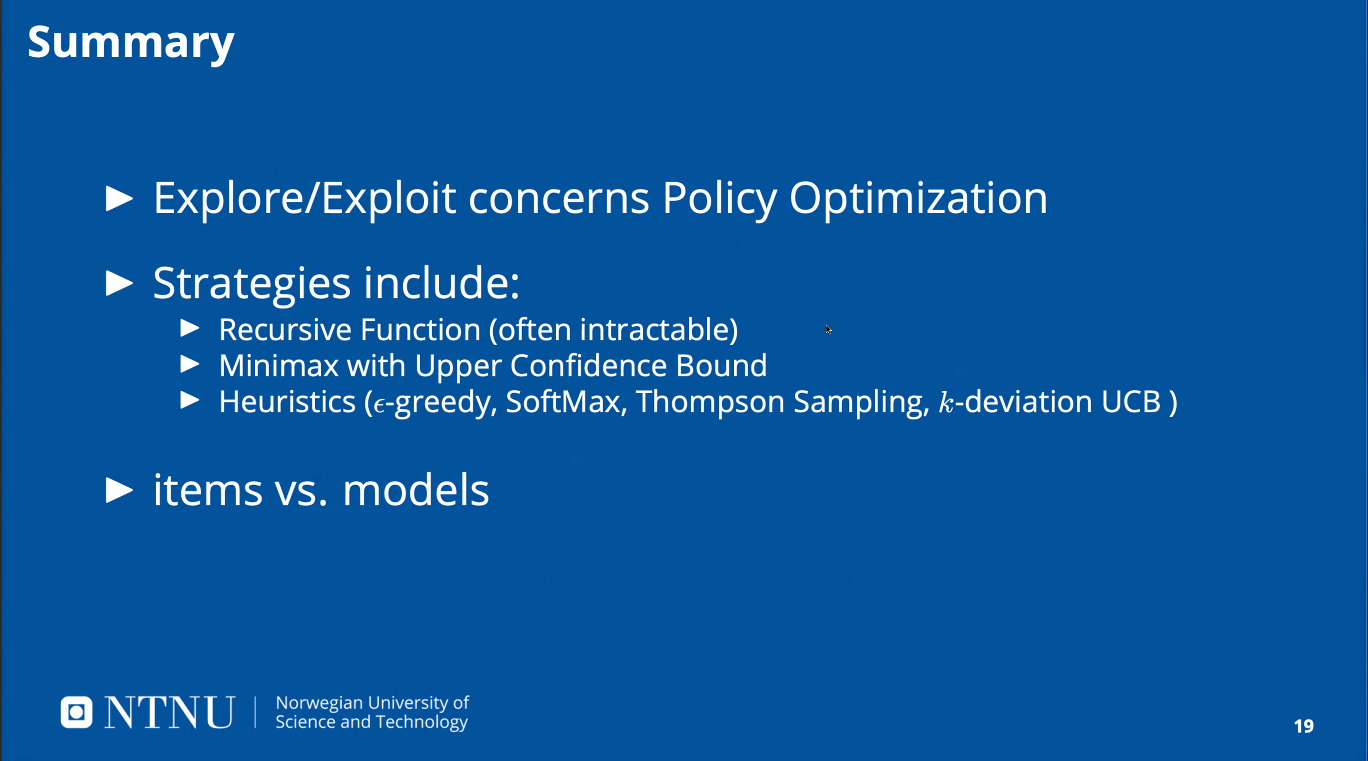 Summary
► Explore/Exploit concerns Policy Optimization
► Strategies include:
► Recursive Function (often intractable)
► Minimax with Upper Confidence Bound
► Heuristics (ϵ-greedy, SoftMax, Thompson Sampling, k-deviation UCB )
► items vs. models
NTNU
Norwegian University of
Science and Technology
19